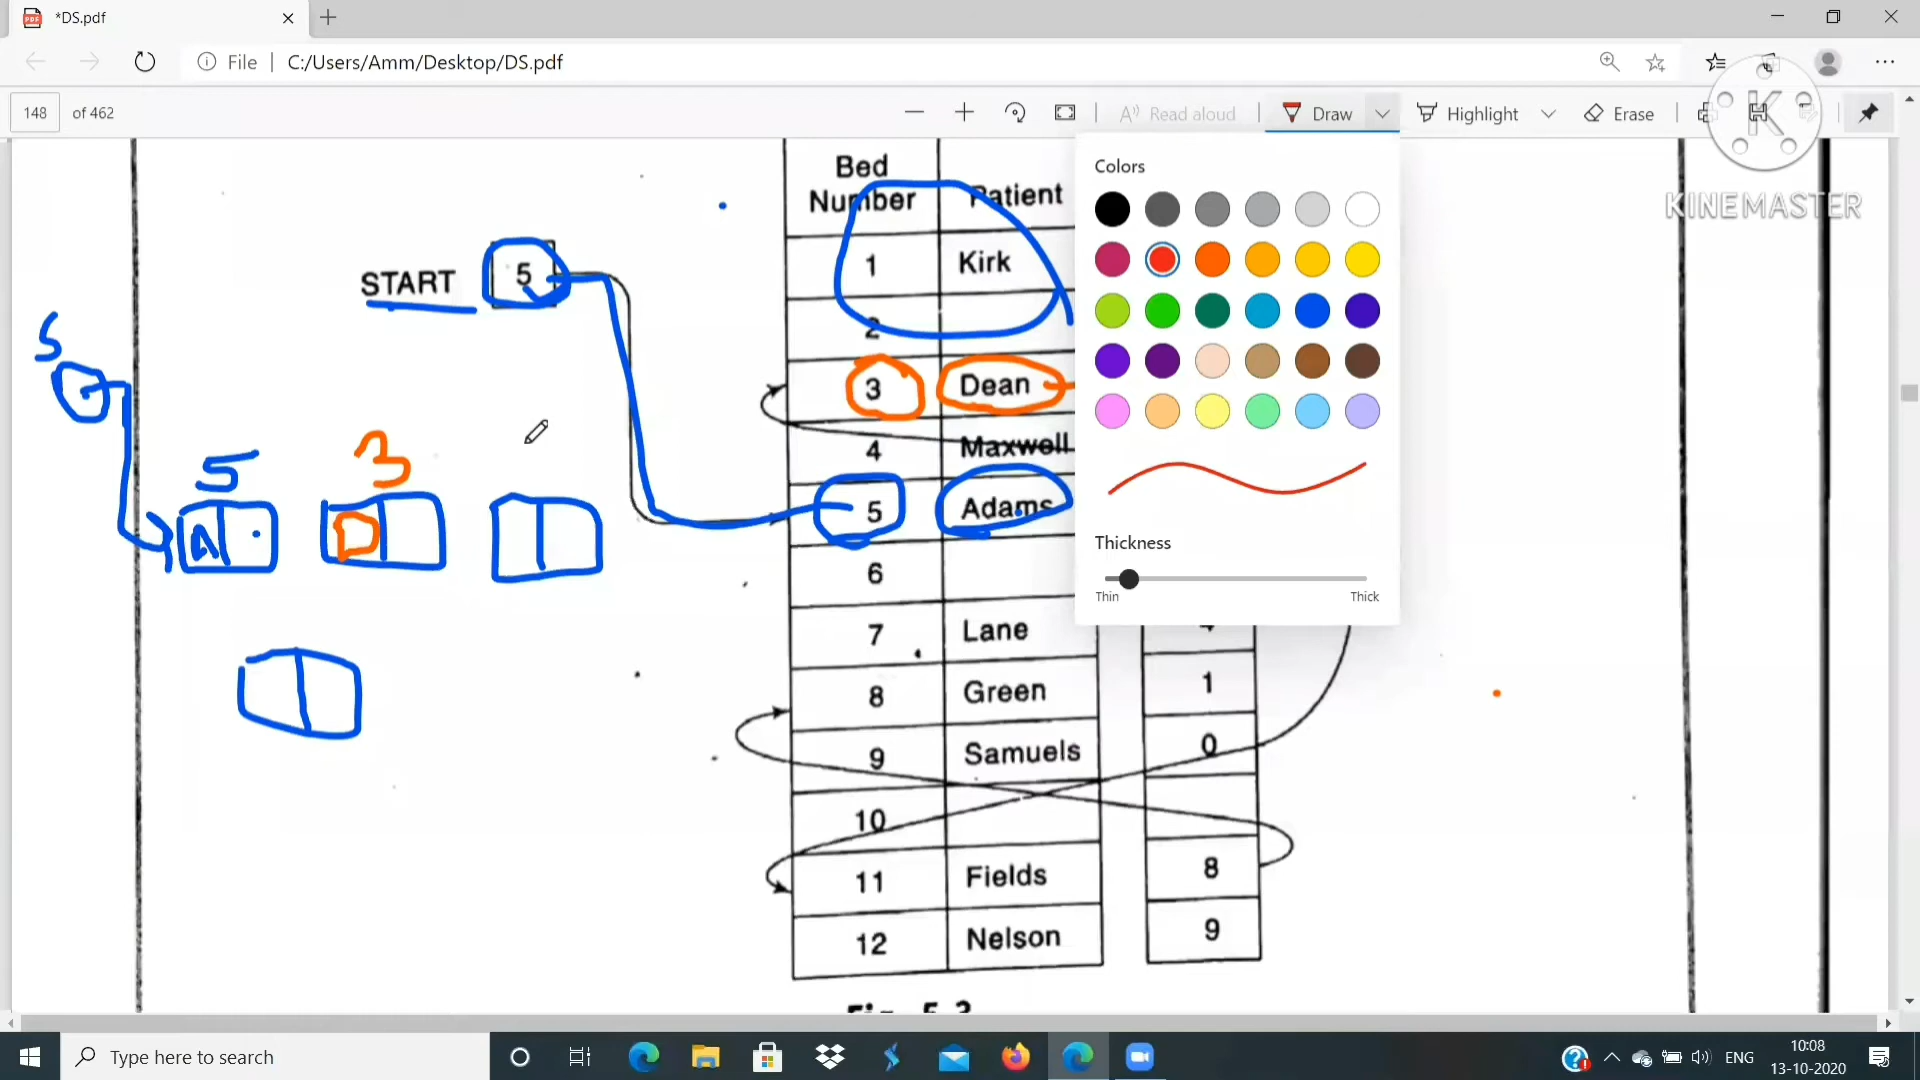 *DS.pdf
File | C:/Users/Amm/Desktop/DS.pdf
148 of 462
Read aloud
Draw
Highlight
Erase
KINEMASTER
Colors
Thickness
Thin Thick
Bed
Number Patient
START 5
1 Kirk
2
3 Dean
4 Maxwell
5 Adams
6
7 Lane
8 Green 1
9 Samuels 0
10
11 Fields 8
12 Nelson 9
S
5 3
A D
Type here to search
ENG
10:08
13-10-2020